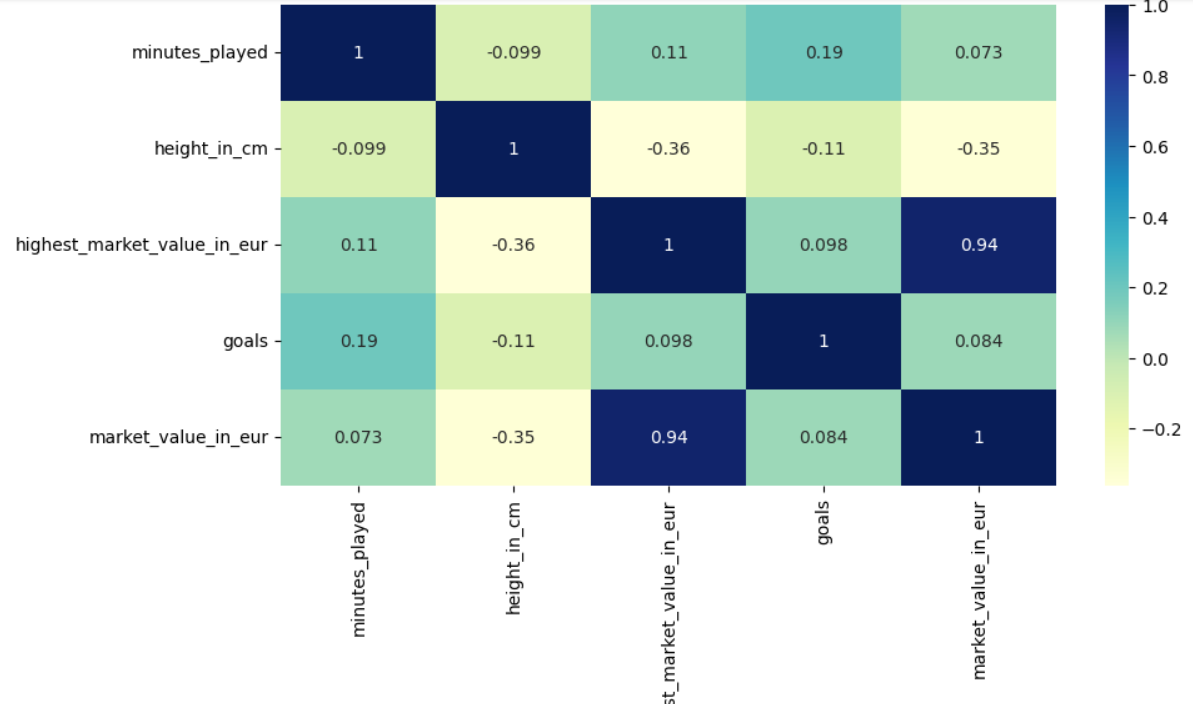 minutes_played 1 -0.099 0.11 0.19 0.073
height_in_cm -0.099 1 -0.36 -0.11 -0.35
highest_market_value_in_eur 0.11 -0.36 1 0.098 0.94
goals 0.19 -0.11 0.098 1 0.084
market_value_in_eur 0.073 -0.35 0.94 0.084 1
minutes_played
height_in_cm
st_market_value_in_eur
goals
market_value_in_eur
1.0
0.8
0.6
0.4
0.2
0.0
−0.2